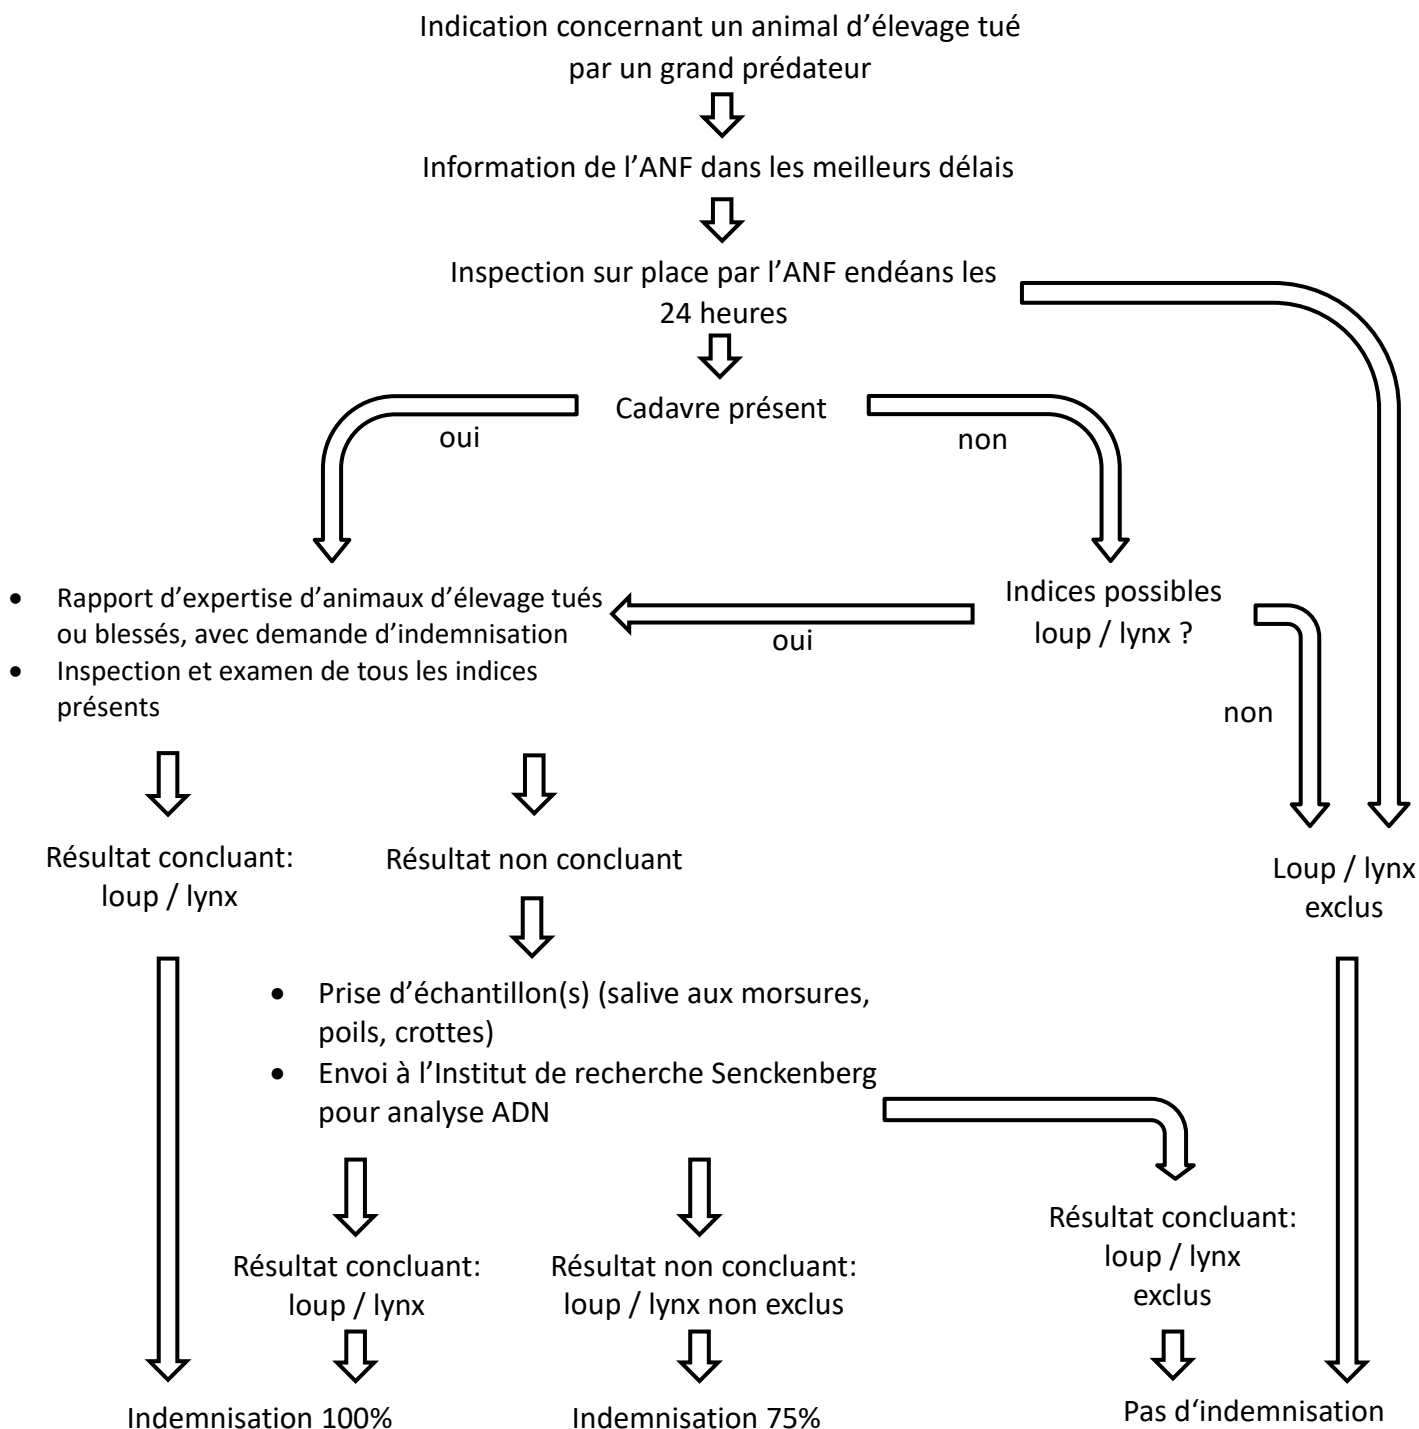 Indication concernant un animal d’élevage tué
par un grand prédateur
Information de l’ANF dans les meilleurs délais
Inspection sur place par l’ANF endéans les
24 heures
Cadavre présent
oui
non
• Rapport d’expertise d’animaux d’élevage tués
ou blessés, avec demande d’indemnisation
• Inspection et examen de tous les indices
présents
oui
Indices possibles
loup / lynx ?
non
Résultat concluant:
loup / lynx
Résultat non concluant
Loup / lynx
exclus
• Prise d’échantillon(s) (salive aux morsures,
poils, crottes)
• Envoi à l’Institut de recherche Senckenberg
pour analyse ADN
Résultat concluant:
loup / lynx
Résultat non concluant:
loup / lynx non exclus
Résultat concluant:
loup / lynx
exclus
Indemnisation 100%
Indemnisation 75%
Pas d‘indemnisation